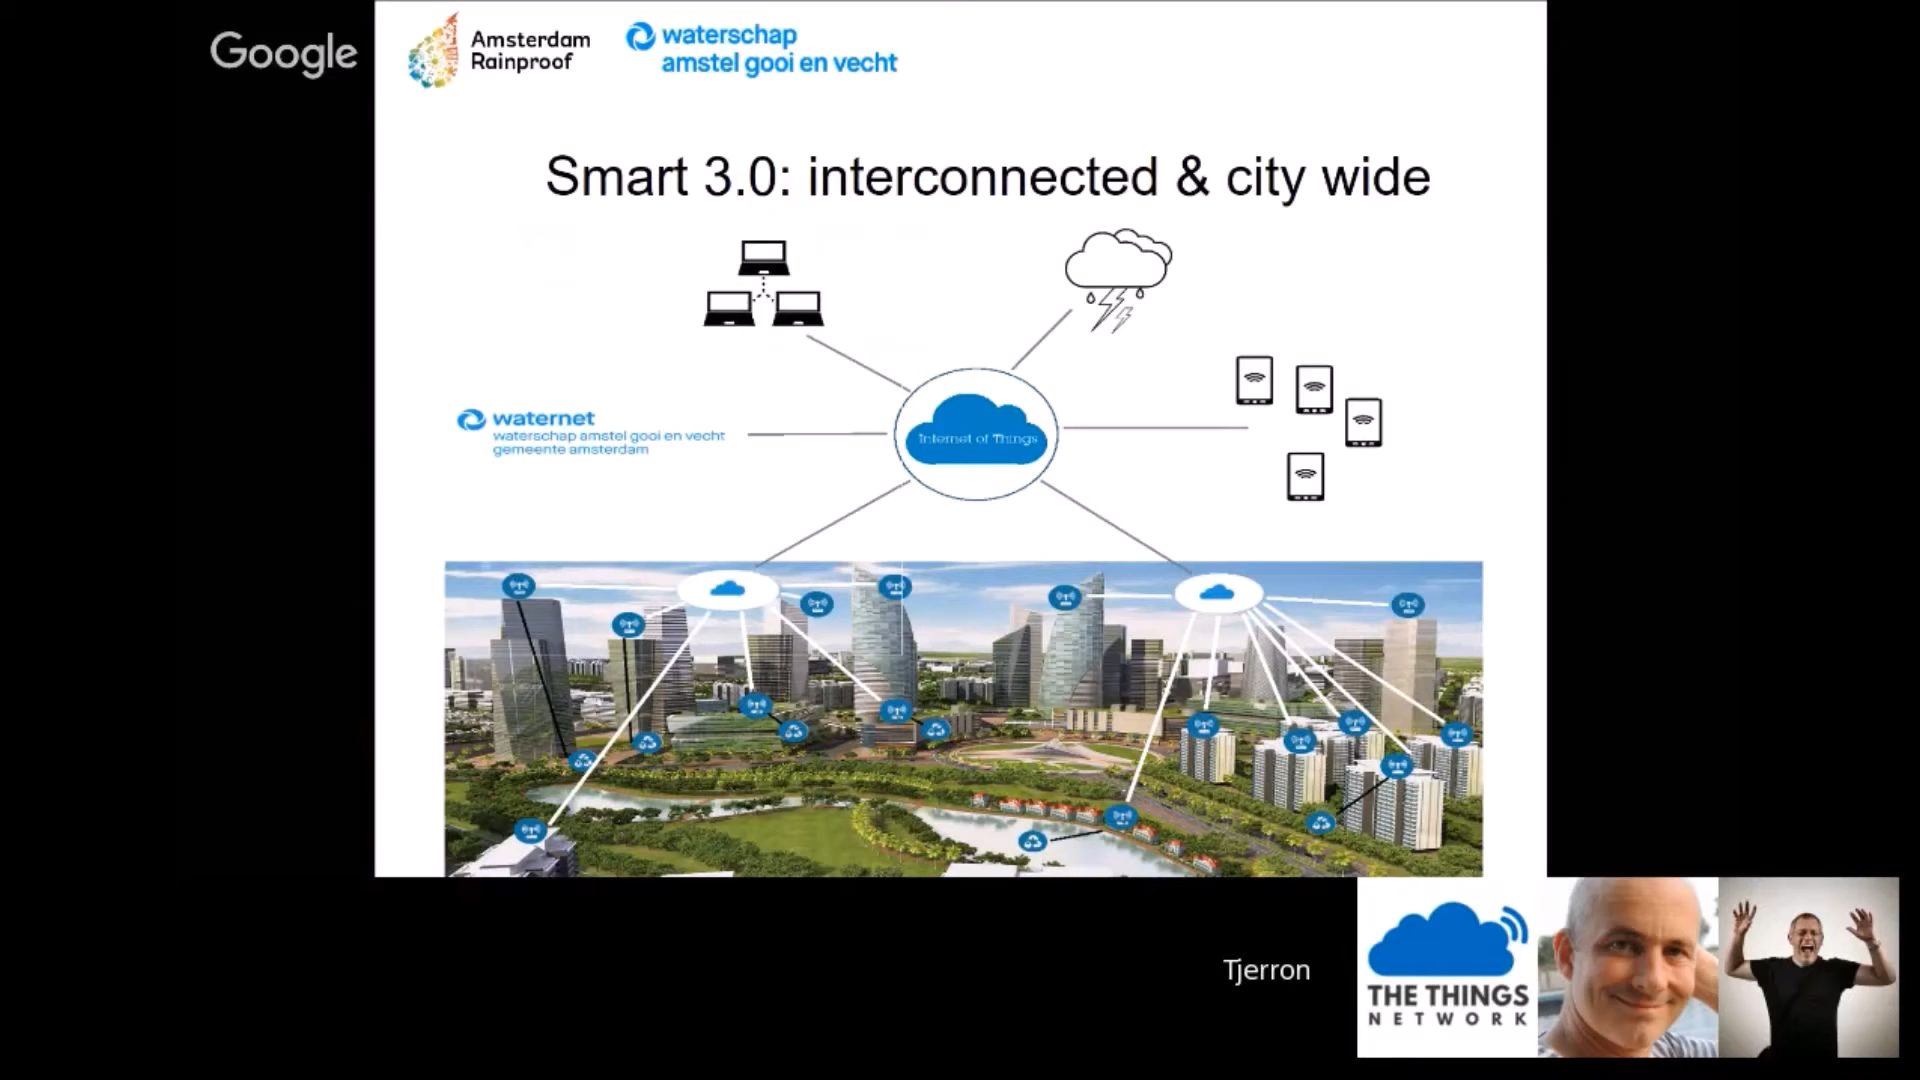 Google
Amsterdam
Rainproof
waterschap
amstel gooi en vecht
Smart 3.0: interconnected & city wide
waternet
waterschap amstel gooi en vecht
gemeente amsterdam
Internet of Things
Tjerron
THE THINGS
NETWORK